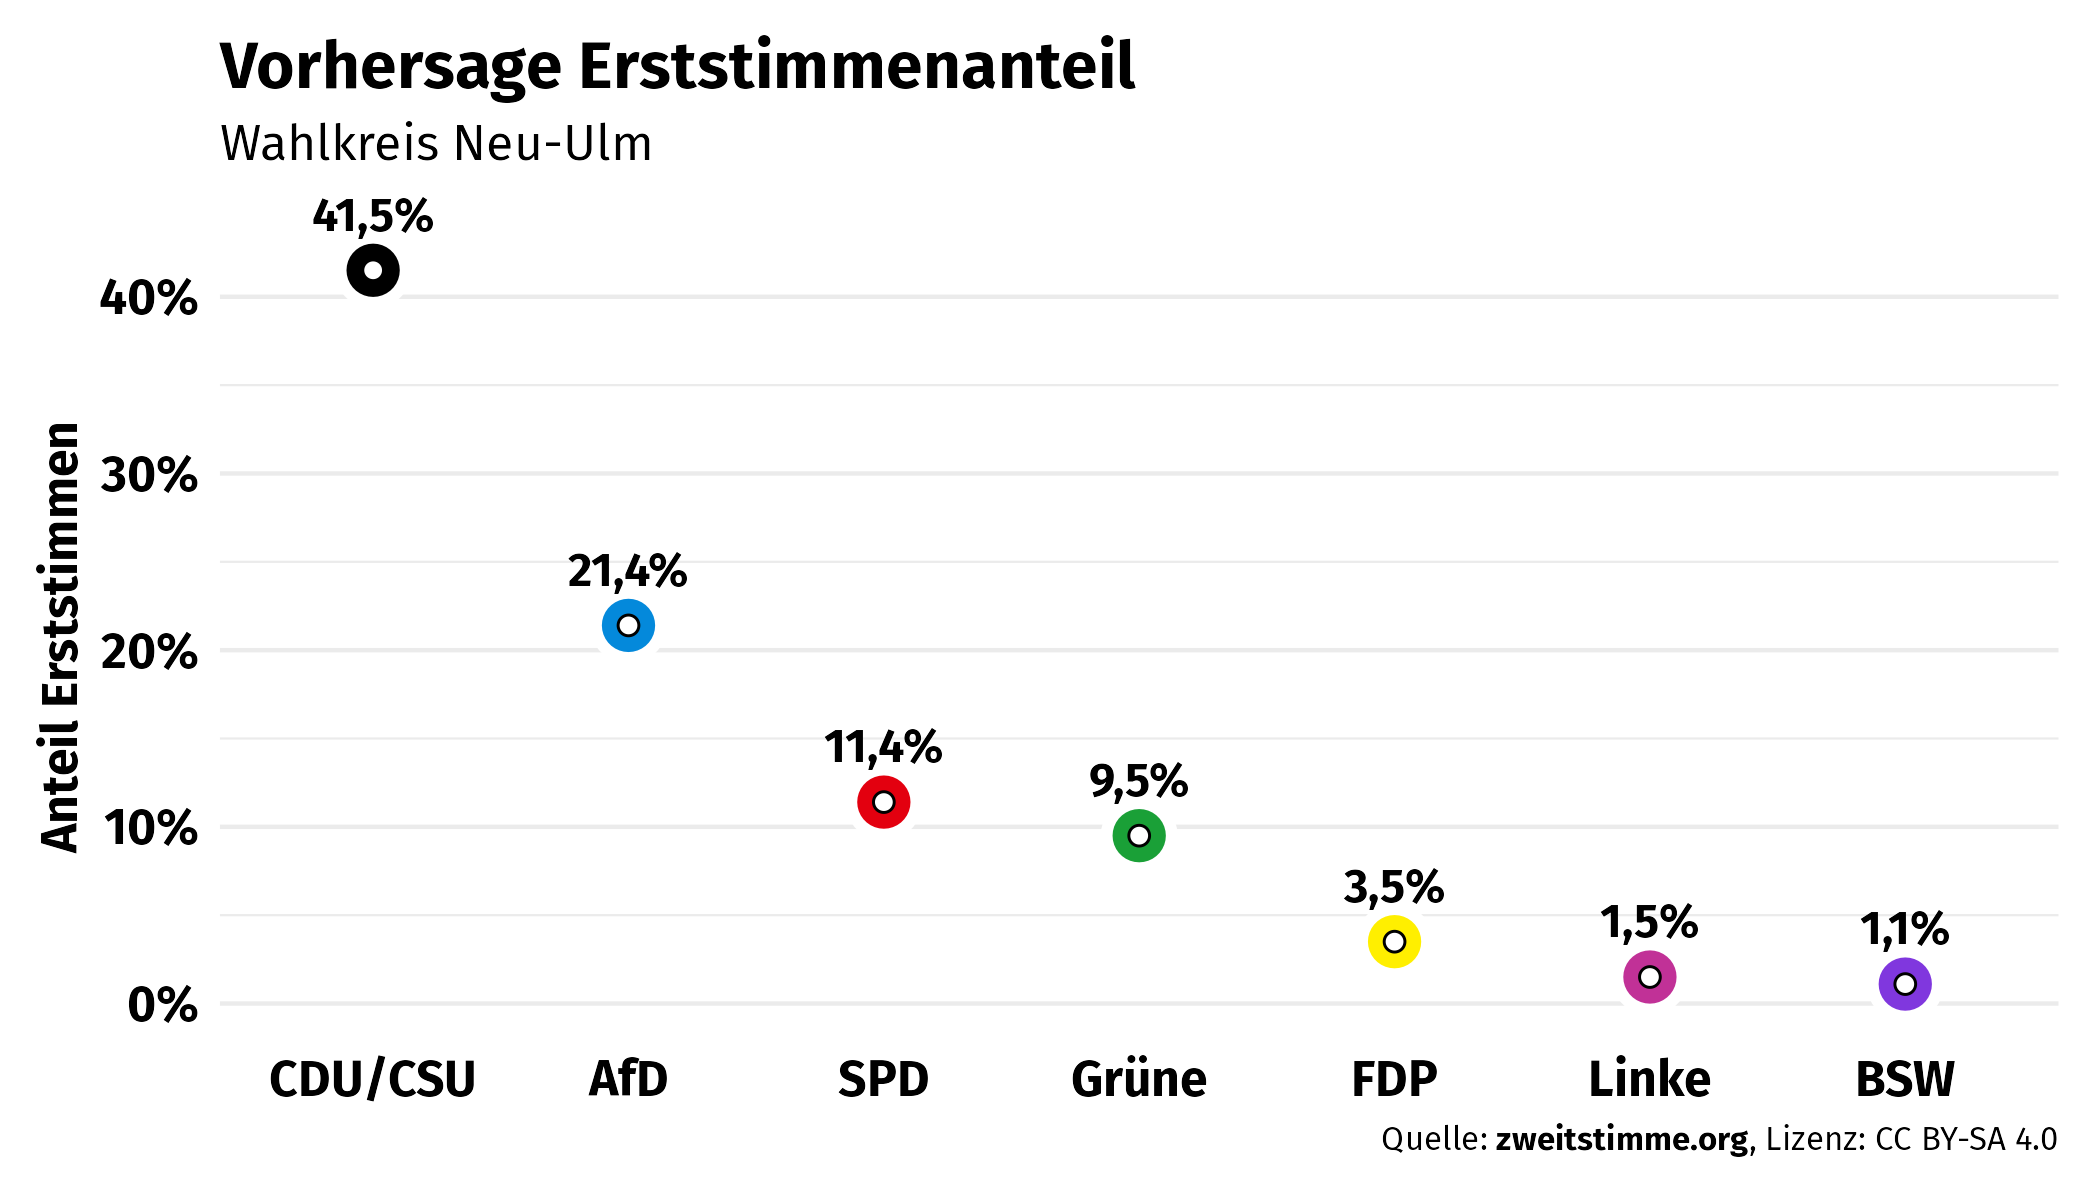 Vorhersage Erststimmenanteil
Wahlkreis Neu-Ulm
Anteil Erststimmen
40%
30%
20%
10%
0%
41,5%
21,4%
11,4%
9,5%
3,5%
1,5%
1,1%
CDU/CSU AfD SPD Grüne FDP Linke BSW
Quelle: zweitstimme.org, Lizenz: CC BY-SA 4.0